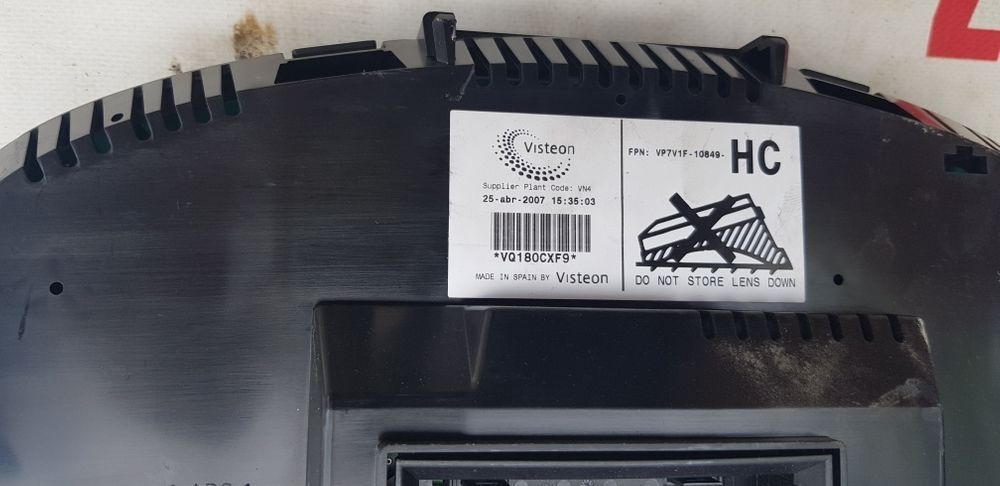 Visteon
Supplier Plant Code: VN4
25-abr-2007 15:35:03
*VQ180CXF9*
MADE IN SPAIN BY Visteon
FPN: VP7V1F-10849- HC
DO NOT STORE LENS DOWN